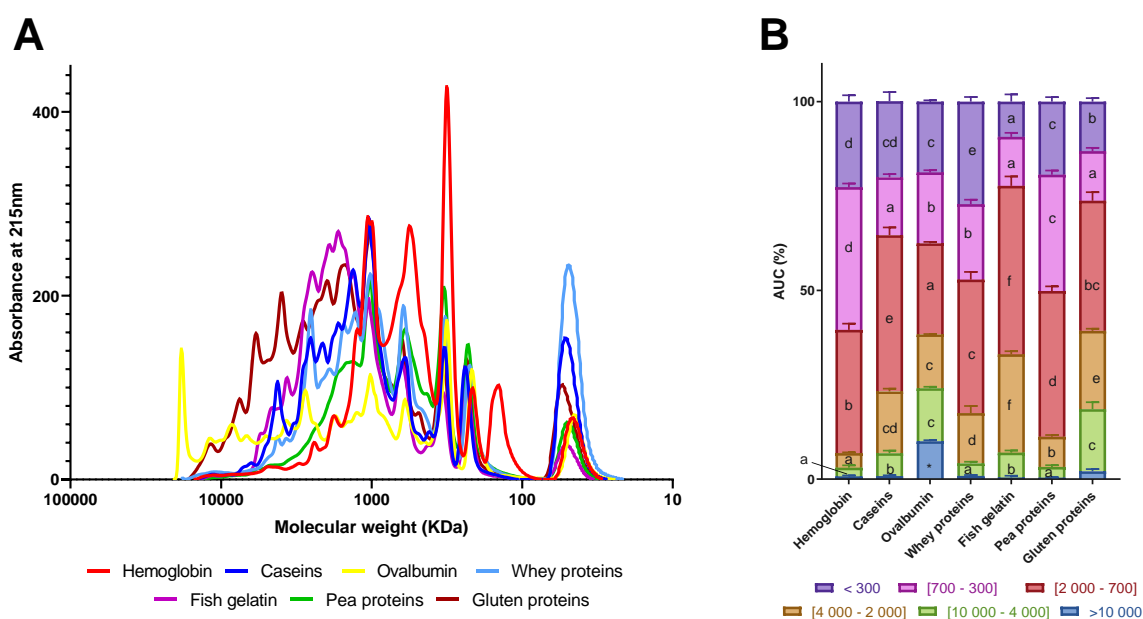 A
B
Absorbance at 215nm
400
200
0
100000
10000
1000
100
10
Molecular weight (KDa)
Hemoglobin
Caseins
Ovalbumin
Whey proteins
Fish gelatin
Pea proteins
Gluten proteins
AUC (%)
100
50
0
d
cd
c
e
a
c
b
d
a
b
b
a
c
a
b
e
a
c
f
d
bc
a
cd
c
d
f
b
e
a
b
c
a
b
a
c
*
Hemoglobin
Caseins
Ovalbumin
Whey proteins
Fish gelatin
Pea proteins
Gluten proteins
< 300
[700 - 300]
[2 000 - 700]
[4 000 - 2 000]
[10 000 - 4 000]
>10 000